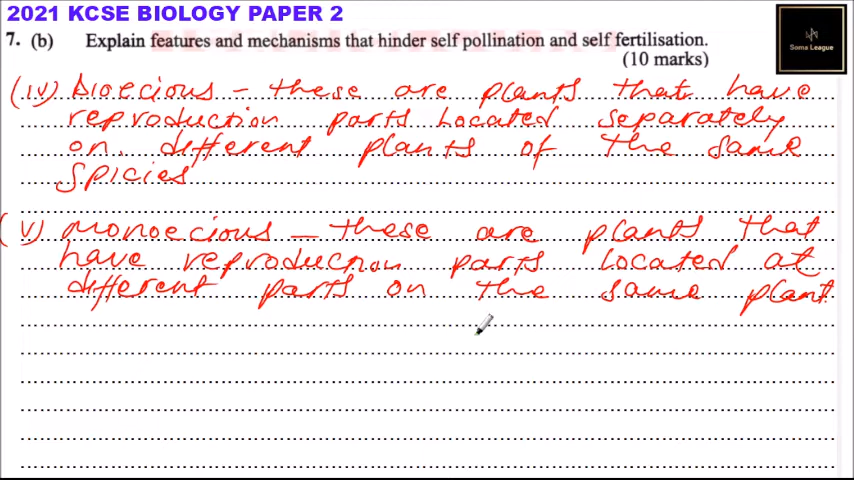 2021 KCSE BIOLOGY PAPER 2
7. (b) Explain features and mechanisms that hinder self pollination and self fertilisation.
(10 marks)
Soma League
(iv) Dioecious - these are plants that have
reproduction parts located separately
on different plants of the same
spicies
(v) monoecious - these are plants that
have reproduction parts located at
different parts on the same plant